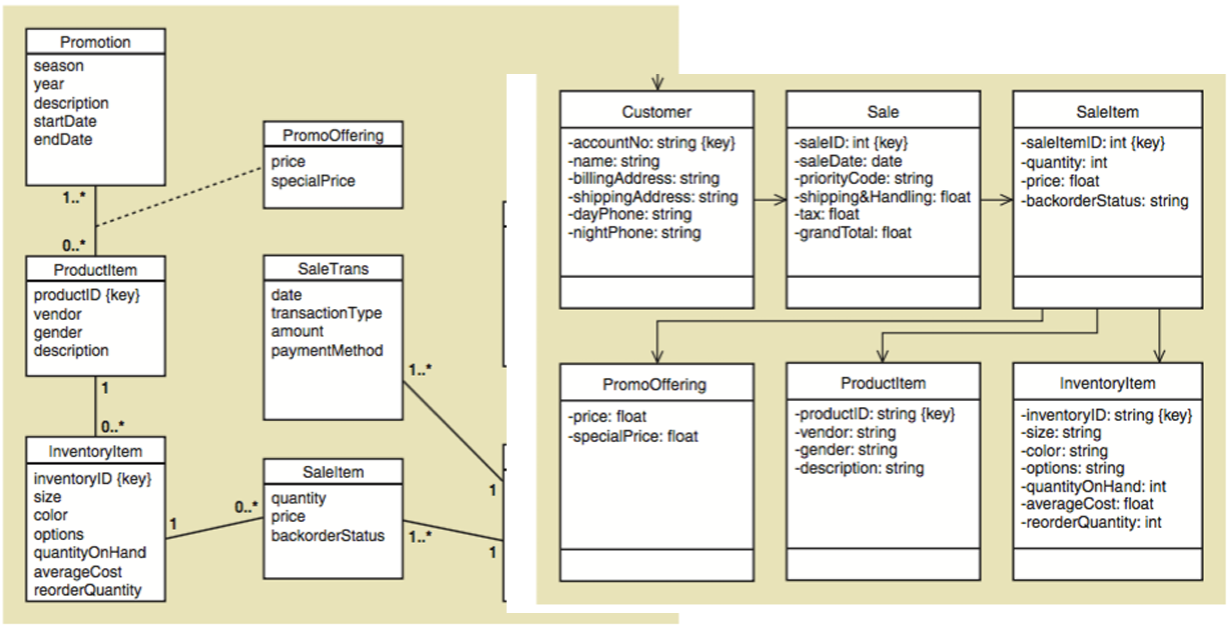 Promotion
season
year
description
startDate
endDate
1..*
0..*
PromoOffering
price
specialPrice
ProductItem
productID {key}
vendor
gender
description
1
0..*
SaleTrans
date
transactionType
amount
paymentMethod
1..*
1
InventoryItem
inventoryID {key}
size
color
options
quantityOnHand
averageCost
reorderQuantity
1
0..*
SaleItem
quantity
price
backorderStatus
1..*
1
Customer
-accountNo: string {key}
-name: string
-billingAddress: string
-shippingAddress: string
-dayPhone: string
-nightPhone: string
Sale
-saleID: int {key}
-saleDate: date
-priorityCode: string
-shipping&Handling: float
-tax: float
-grandTotal: float
SaleItem
-saleItemID: int {key}
-quantity: int
-price: float
-backorderStatus: string
PromoOffering
-price: float
-specialPrice: float
ProductItem
-productID: string {key}
-vendor: string
-gender: string
-description: string
InventoryItem
-inventoryID: string {key}
-size: string
-color: string
-options: string
-quantityOnHand: int
-averageCost: float
-reorderQuantity: int